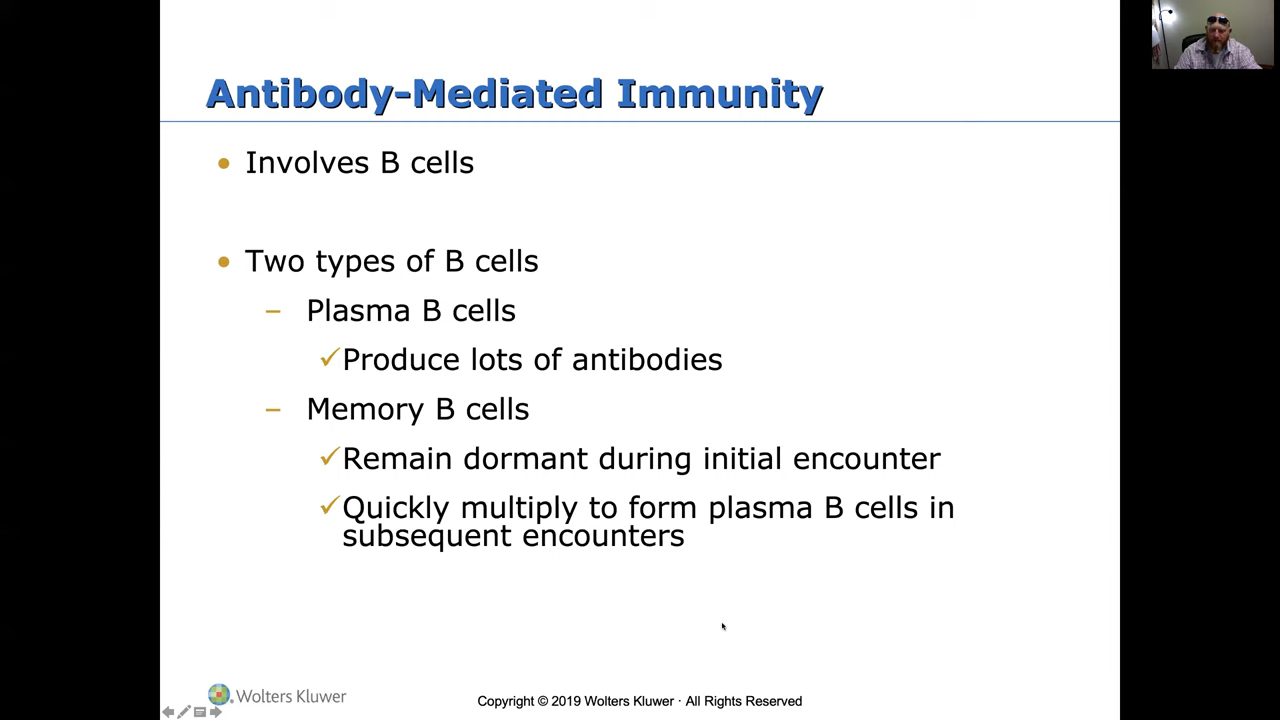 Antibody-Mediated Immunity
• Involves B cells
• Two types of B cells
– Plasma B cells
✓Produce lots of antibodies
– Memory B cells
✓Remain dormant during initial encounter
✓Quickly multiply to form plasma B cells in
subsequent encounters
Wolters Kluwer
Copyright © 2019 Wolters Kluwer · All Rights Reserved